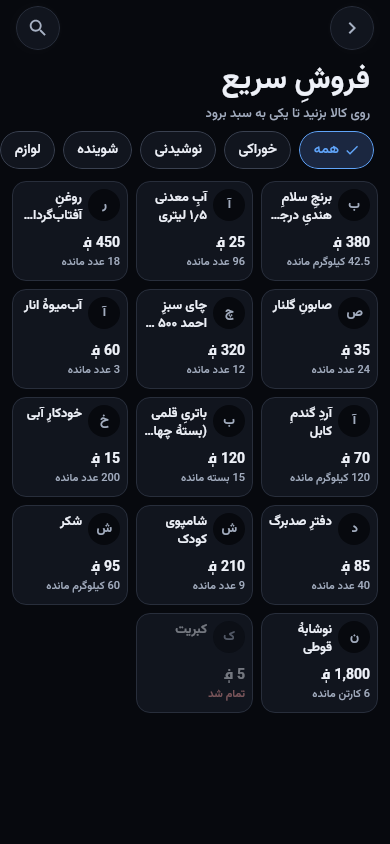 فروشِ سریع
روی کالا بزنید تا یکی به سبد برود
همه
خوراکی
نوشیدنی
شوینده
لوازم
ب
برنجِ سلامِ
هندیِ درجـ...
380 ؋
42.5 کیلوگرم مانده
آ
آبِ معدنی
۱٫۵ لیتری
25 ؋
96 عدد مانده
ر
روغنِ
آفتاب‌گردا...
450 ؋
18 عدد مانده
ص
صابونِ گلنار
35 ؋
24 عدد مانده
چ
چای سبزِ
احمد ۵۰۰ ...
320 ؋
12 عدد مانده
آ
آب‌میوهٔ انار
60 ؋
3 عدد مانده
آ
آردِ گندمِ
کابل
70 ؋
120 کیلوگرم مانده
ب
باتریِ قلمی
(بستهٔ چها...
120 ؋
15 بسته مانده
خ
خودکارِ آبی
15 ؋
200 عدد مانده
د
دفترِ صدبرگ
85 ؋
40 عدد مانده
ش
شامپوی
کودک
210 ؋
9 عدد مانده
ش
شکر
95 ؋
60 کیلوگرم مانده
ن
نوشابهٔ
قوطی
1,800 ؋
6 کارتن مانده
ک
کبریت
5 ؋
تمام شد